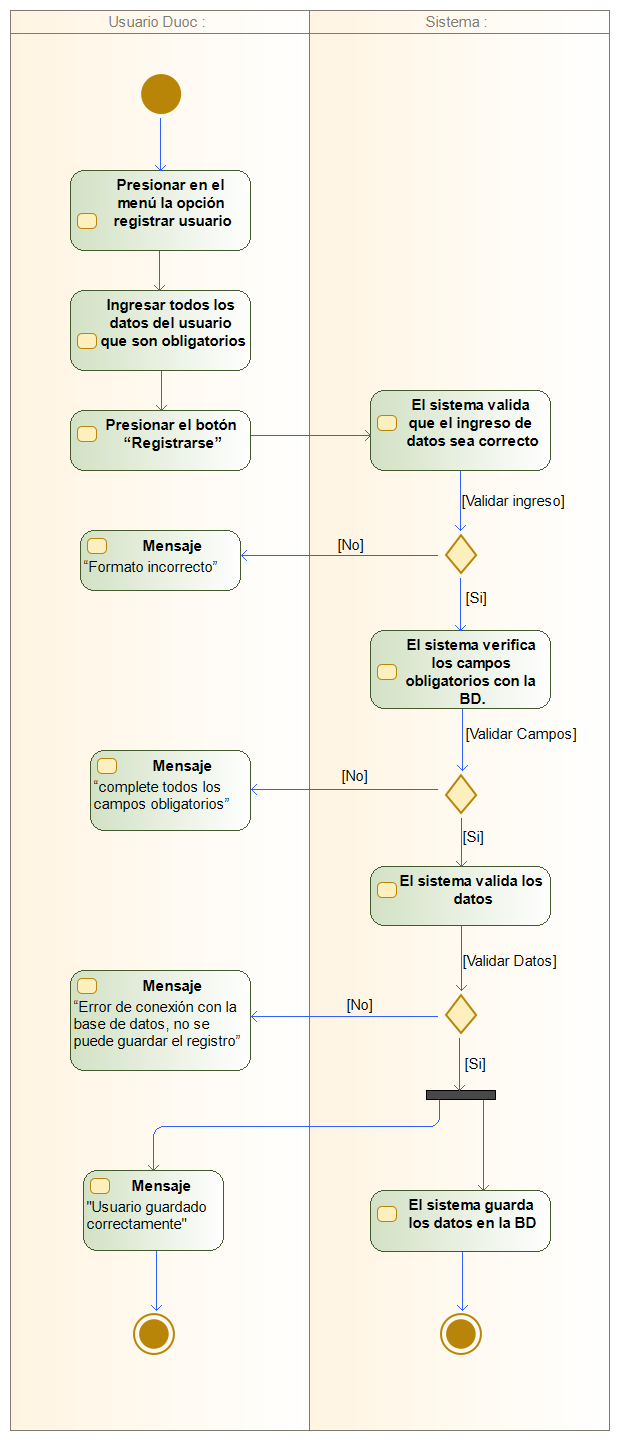 Usuario Duoc :
Sistema :
Presionar en el
menú la opción
registrar usuario
Ingresar todos los
datos del usuario
que son obligatorios
Presionar el botón
“Registrarse”
El sistema valida
que el ingreso de
datos sea correcto
[Validar ingreso]
Mensaje
“Formato incorrecto”
[No]
[Si]
El sistema verifica
los campos
obligatorios con la
BD.
[Validar Campos]
Mensaje
“complete todos los
campos obligatorios”
[No]
[Si]
El sistema valida los
datos
[Validar Datos]
Mensaje
“Error de conexión con la
base de datos, no se
puede guardar el registro”
[No]
[Si]
Mensaje
"Usuario guardado
correctamente"
El sistema guarda
los datos en la BD